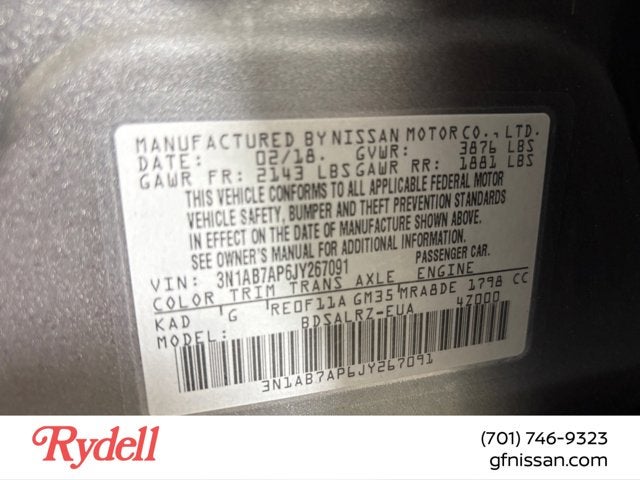 MANUFACTURED BY NISSAN MOTOR CO., LTD.
DATE: 02/18. GVWR: 3876 LBS
GAWR FR: 2143 LBS GAWR RR: 1881 LBS
THIS VEHICLE CONFORMS TO ALL APPLICABLE FEDERAL MOTOR
VEHICLE SAFETY, BUMPER AND THEFT PREVENTION STANDARDS
IN EFFECT ON THE DATE OF MANUFACTURE SHOWN ABOVE.
SEE OWNER'S MANUAL FOR ADDITIONAL INFORMATION.
VIN: 3N1AB7AP6JY267091 PASSENGER CAR.
COLOR TRIM TRANS AXLE ENGINE
KAD G RE0F11A GM35 MRA8DE 1798 CC
MODEL: BDSALRZ-EUA 4Z000
3N1AB7AP6JY267091
Rydell
(701) 746-9323
gfnissan.com